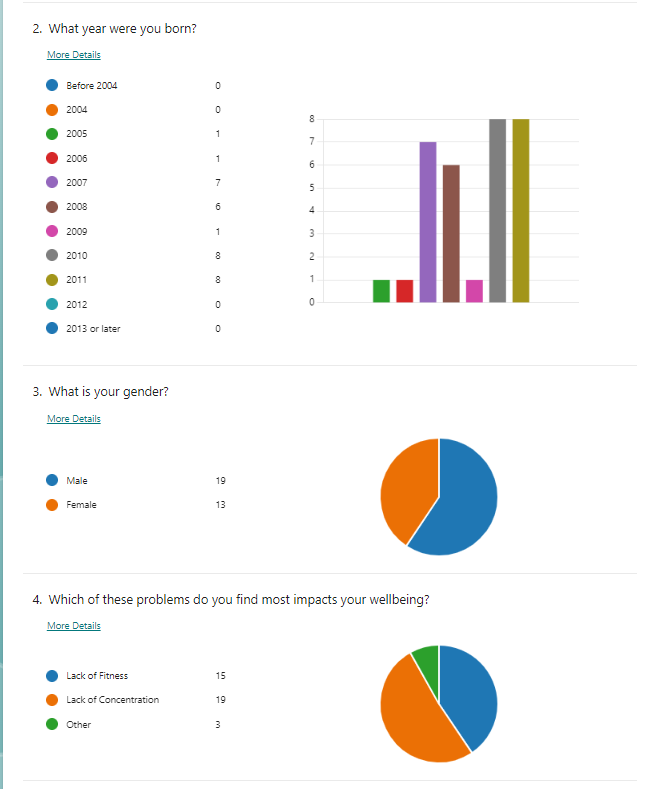 2. What year were you born?
More Details
Before 2004 0
2004 0
2005 1
2006 1
2007 7
2008 6
2009 1
2010 8
2011 8
2012 0
2013 or later 0
8
7
6
5
4
3
2
1
0
3. What is your gender?
More Details
Male 19
Female 13
4. Which of these problems do you find most impacts your wellbeing?
More Details
Lack of Fitness 15
Lack of Concentration 19
Other 3